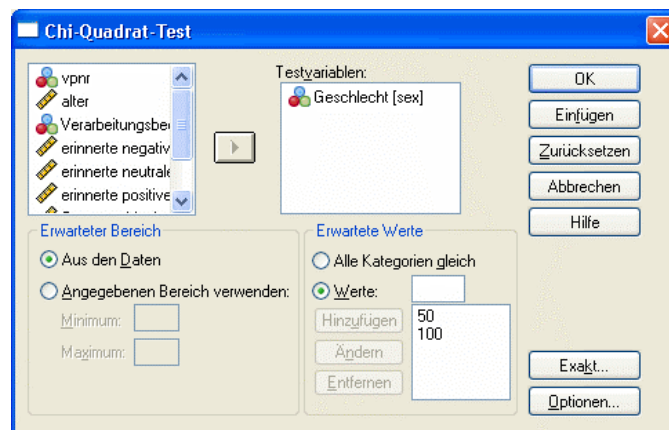 Chi-Quadrat-Test
vpnr
alter
Verarbeitungsbe
erinnerte negativ
erinnerte neutrale
erinnerte positive
Testvariablen:
Geschlecht [sex]
OK
Einfügen
Zurücksetzen
Abbrechen
Hilfe
Erwarteter Bereich
Aus den Daten
Angegebenen Bereich verwenden:
Minimum:
Maximum:
Erwartete Werte
Alle Kategorien gleich
Werte:
Hinzufügen
Ändern
Entfernen
50
100
Exakt...
Optionen...